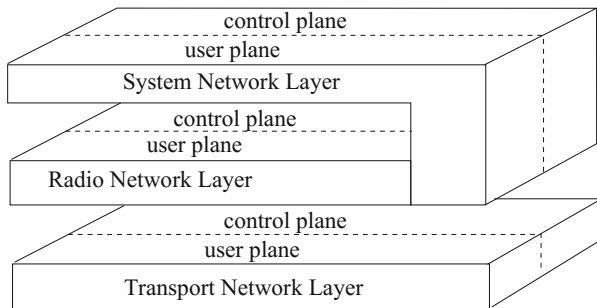 control plane
user plane
System Network Layer
control plane
user plane
Radio Network Layer
control plane
user plane
Transport Network Layer